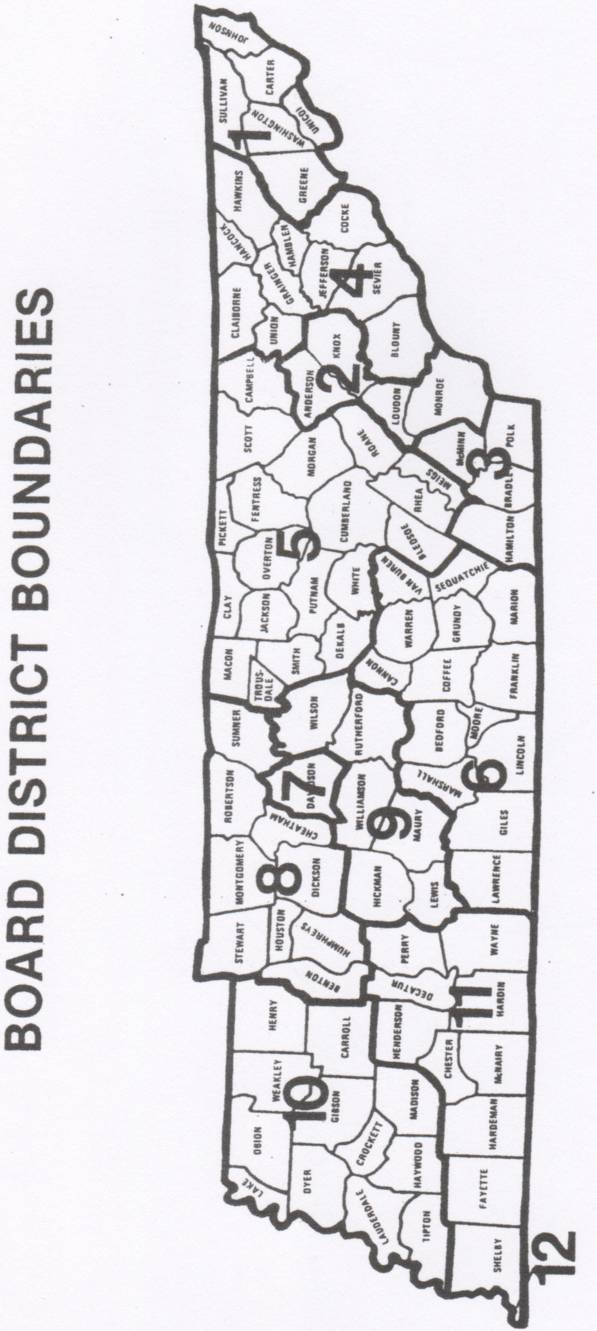 BOARD DISTRICT BOUNDARIES
JOHNSON
SULLIVAN
CARTER
1
WASHINGTON
UNICOI
HAWKINS
GREENE
HANCOCK
HAMBLEN
COCKE
GRAINGER
JEFFERSON
4
SEVIER
CLAIBORNE
UNION
KNOX
2
BLOUNT
CAMPBELL
ANDERSON
LOUDON
MONROE
SCOTT
MORGAN
ROANE
McMINN
3
POLK
MEIGS
BRADLEY
RHEA
HAMILTON
BLEDSOE
PICKETT
FENTRESS
CUMBERLAND
5
OVERTON
CLAY
JACKSON
PUTNAM
WHITE
VAN BUREN
SEQUATCHIE
MACON
SMITH
DEKALB
WARREN
GRUNDY
MARION
TROUS-
DALE
CANNON
COFFEE
FRANKLIN
SUMNER
WILSON
RUTHERFORD
BEDFORD
MOORE
LINCOLN
ROBERTSON
7
DAVIDSON
WILLIAMSON
MARSHALL
6
CHEATHAM
9
MAURY
GILES
MONTGOMERY
8
DICKSON
HICKMAN
LEWIS
LAWRENCE
STEWART
HOUSTON
HUMPHREYS
PERRY
WAYNE
BENTON
DECATUR
11
HARDIN
HENRY
CARROLL
HENDERSON
CHESTER
McNAIRY
WEAKLEY
10
GIBSON
MADISON
HARDEMAN
OBION
CROCKETT
HAYWOOD
FAYETTE
LAKE
DYER
LAUDERDALE
TIPTON
SHELBY
12